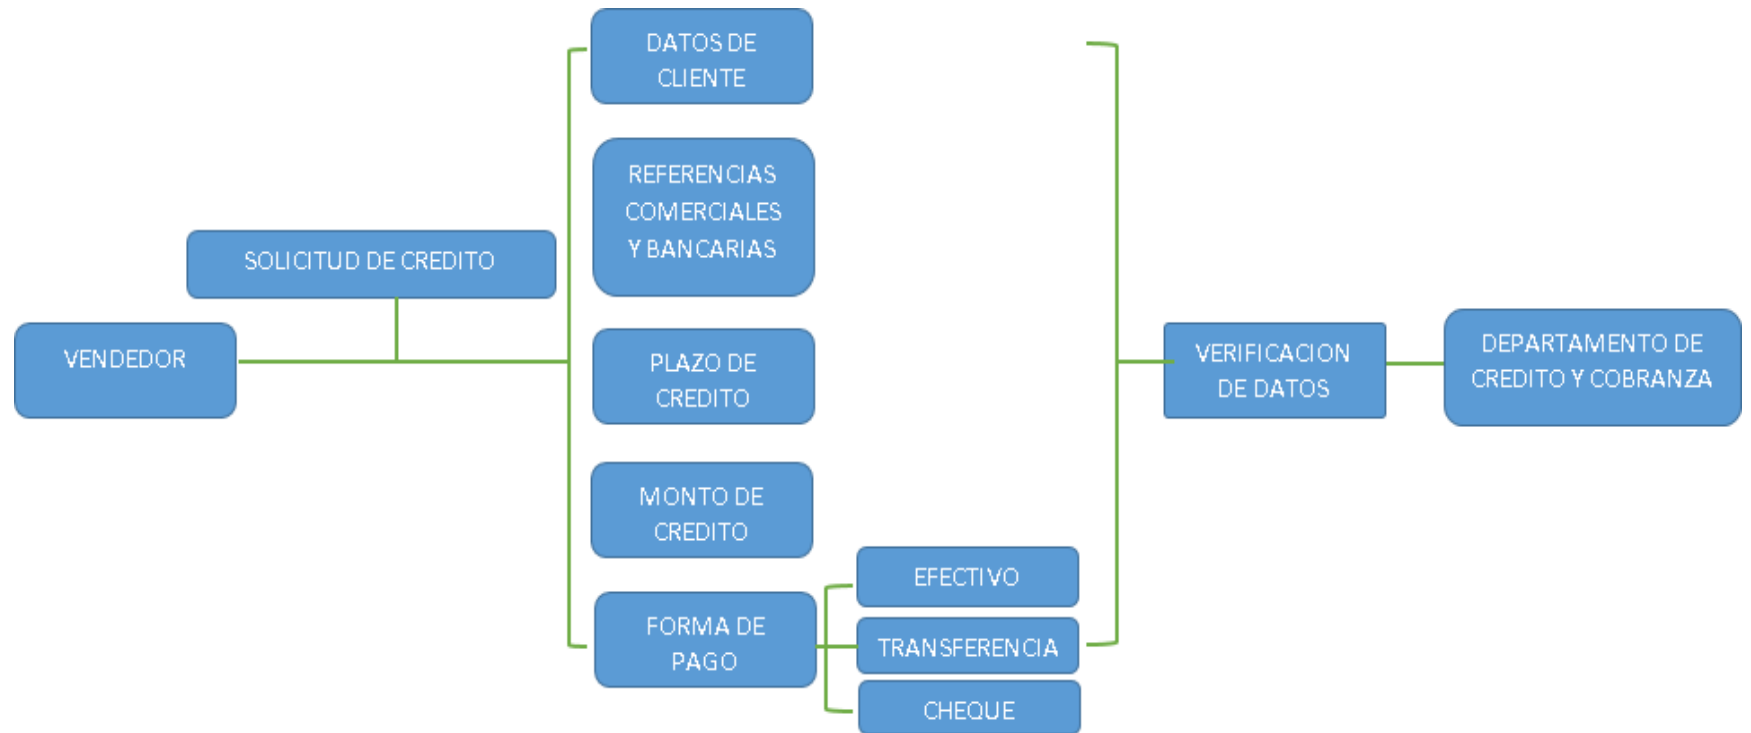 VENDEDOR
SOLICITUD DE CREDITO
DATOS DE
CLIENTE
REFERENCIAS
COMERCIALES
Y BANCARIAS
PLAZO DE
CREDITO
MONTO DE
CREDITO
FORMA DE
PAGO
EFECTIVO
TRANSFERENCIA
CHEQUE
VERIFICACION
DE DATOS
DEPARTAMENTO DE
CREDITO Y COBRANZA